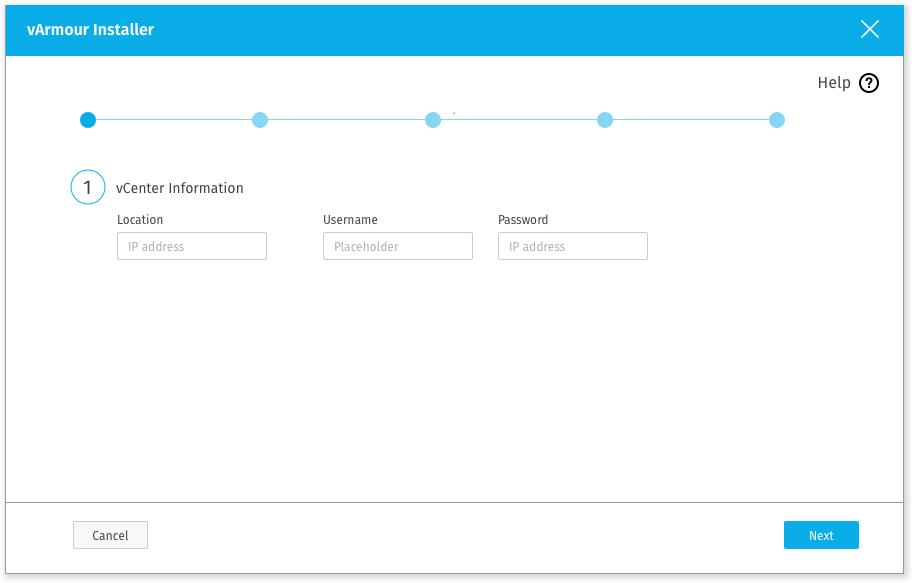 vArmour Installer
Help ?
1 vCenter Information
Location Username Password
IP address Placeholder IP address
Cancel Next